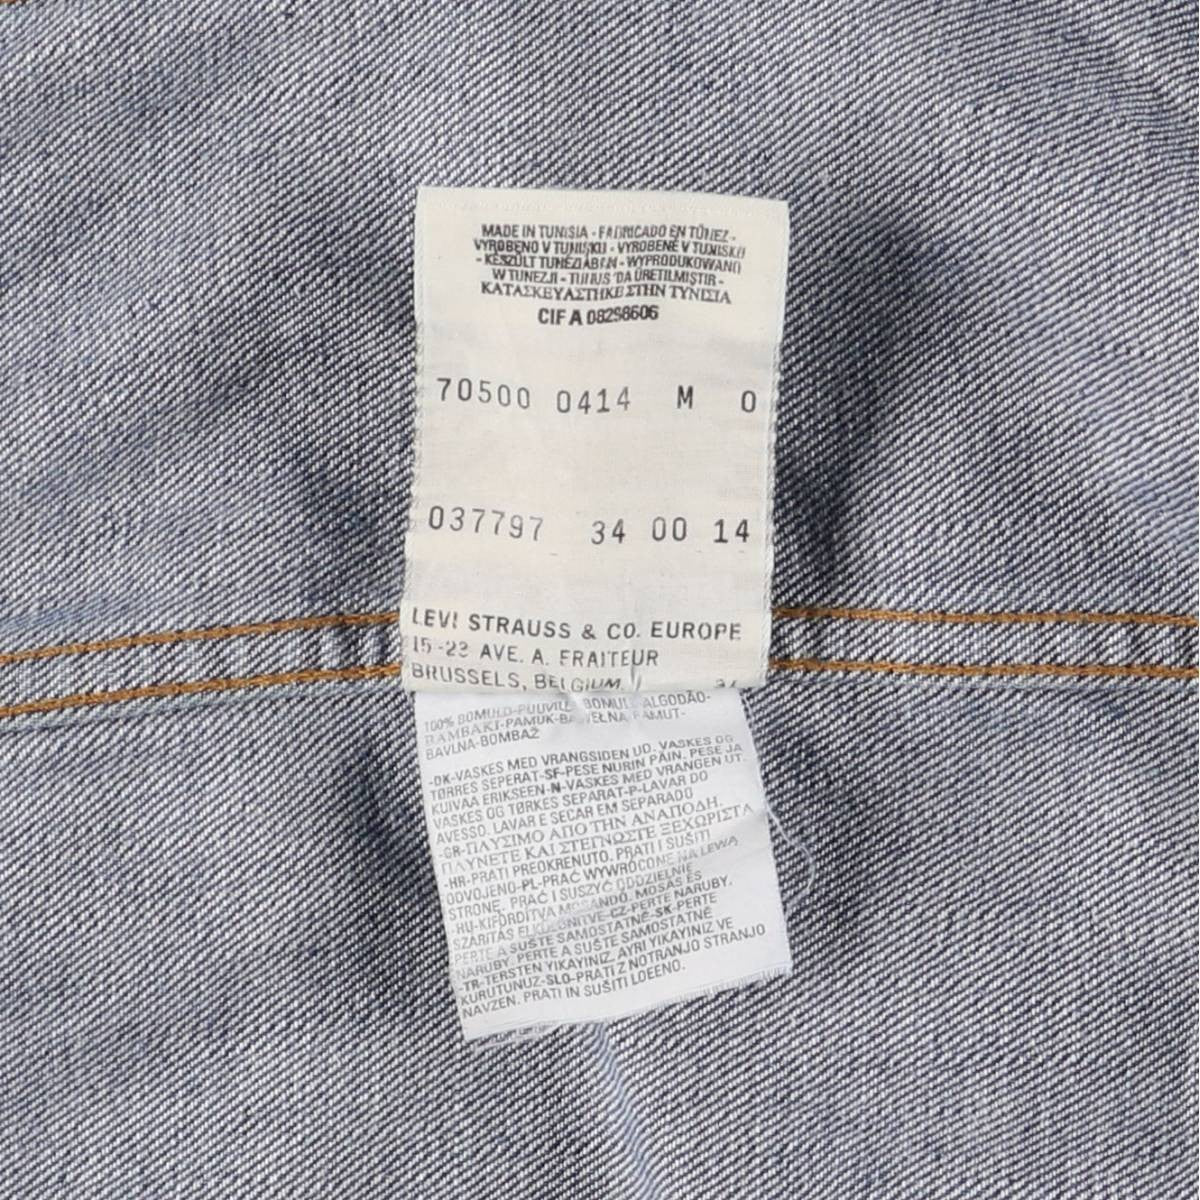 MADE IN TUNISIA - FABRICADO EN TÚNEZ -
VYROBENO V TUNISKU - VYROBENÉ V TUNISKU
- KÉSZÜLT TUNÉZIÁBAN - WYPRODUKOWANO
W TUNEZJI - TUNUS 'DA ÜRETILMIŞTIR -
ΚΑΤΑΣΚΕΥΑΣΤΗΚΕ ΣΤΗΝ ΤΥΝΙΣΙΑ
CIF A 08298606
70500 0414 M 0
037797 34 00 14
LEVI STRAUSS & CO. EUROPE
15-23 AVE. A. FRAITEUR
BRUSSELS, BELGIUM.
100% BOMULD-PUUVILL BOMULL ALGODÃO-
BAMBAKI-PAMUK-BAWEŁNA PAMUT-
BAVLNA-BOMBAŽ
-DK-VASKES MED VRANGSIDEN UD. VASKES OG
TØRRES SEPERAT-SF-PESE NURIN PÄIN. PESE JA
KUIVAA ERIKSEEN-N-VASKES MED VRANGEN UT.
VASKES OG TØRKES SEPARAT-P-LAVAR DO
AVESSO. LAVAR E SECAR EM SEPARADO
-GR-ΠΛΥΣΙΜΟ ΑΠΟ ΤΗΝ ΑΝΑΠΟΔΗ.
ΠΛΥΝΕΤΕ ΚΑΙ ΣΤΕΓΝΩΣΤΕ ΞΕΧΩΡΙΣΤΑ
-HR-PRATI PREOKRENUTO. PRATI I SUŠITI
ODVOJENO-PL-PRAĆ WYWRÓCONE NA LEWĄ
STRONĘ. PRAĆ I SUSZYĆ ODDZIELNIE
-HU-KIFORDÍTVA MOSANDÓ. MOSÁS ÉS
SZÁRÍTÁS ELKÜLÖNÍTVE-CZ-PERTE NARUBY.
PERTE A SUŠTE SAMOSTATNĚ-SK-PERTE
NARUBY. PERTE A SUŠTE SAMOSTATNĚ
-TR-TERSTEN YIKAYINIZ. AYRI YIKAYINIZ VE
KURUTUNUZ-SLO-PRATI Z NOTRANJO STRANJO
NAVZEN. PRATI IN SUŠITI LOEENO.